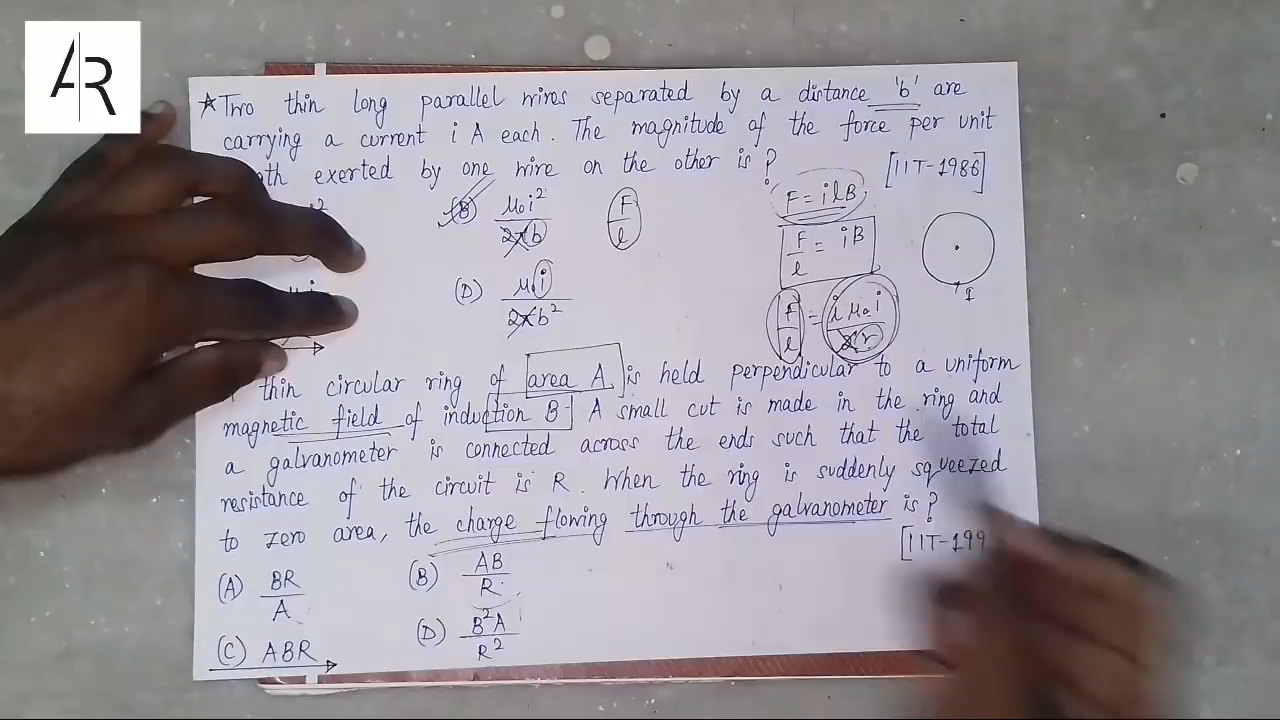 AR
★ Two thin long parallel wires separated by a distance 'b' are
carrying a current i A each. The magnitude of the force per unit
exerted by one wire on the other is ?
[IIT-1986]
(B) μ₀i²/2πb
F/l
F = ilB
F/l = iB
I
(D) μ₀i/2πb²
F/l = i μ₀ i/2πr
thin circular ring of area A is held perpendicular to a uniform
magnetic field of induction B. A small cut is made in the ring and
a galvanometer is connected across the ends such that the total
resistance of the circuit is R. When the ring is suddenly squeezed
to zero area, the charge flowing through the galvanometer is ?
[IIT-199
(A) BR/A
(B) AB/R
(C) ABR
(D) B²A/R²